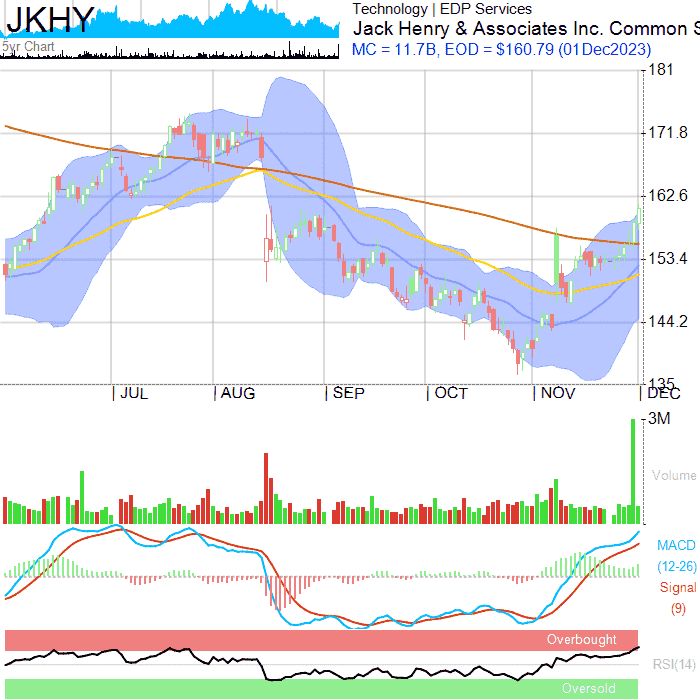 JKHY
5yr Chart
Technology | EDP Services
Jack Henry & Associates Inc. Common S
MC = 11.7B, EOD = $160.79 (01Dec2023)
181
171.8
162.6
153.4
144.2
135
JUL
AUG
SEP
OCT
NOV
DEC
3M
Volume
MACD
(12-26)
Signal
(9)
Overbought
RSI(14)
Oversold